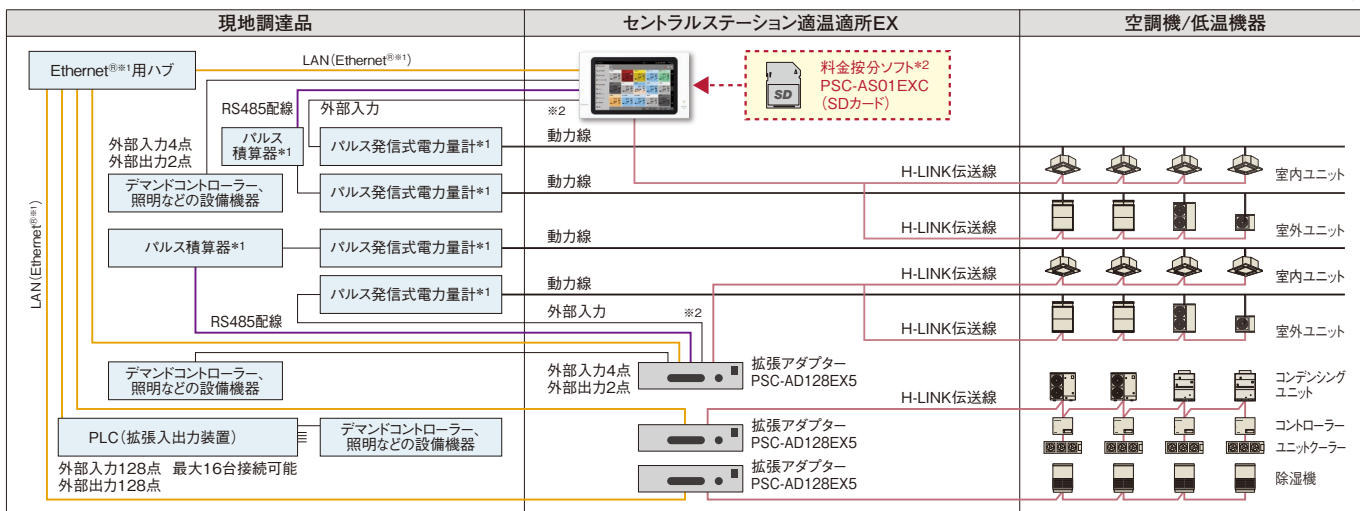 現地調達品
セントラルステーション適温適所EX
空調機/低温機器
Ethernet®※1用ハブ
LAN(Ethernet®※1)
料金按分ソフト*2
PSC-AS01EXC
(SDカード)
SD
RS485配線
外部入力
※2
動力線
パルス
積算器*1
パルス発信式電力量計*1
外部入力4点
外部出力2点
H-LINK伝送線
室内ユニット
デマンドコントローラー、
照明などの設備機器
パルス発信式電力量計*1
動力線
LAN(Ethernet®※1)
H-LINK伝送線
室外ユニット
パルス積算器*1
パルス発信式電力量計*1
動力線
H-LINK伝送線
室内ユニット
パルス発信式電力量計*1
動力線
外部入力
※2
RS485配線
H-LINK伝送線
室外ユニット
デマンドコントローラー、
照明などの設備機器
外部入力4点
外部出力2点
拡張アダプター
PSC-AD128EX5
H-LINK伝送線
コンデンシング
ユニット
PLC(拡張入出力装置)
デマンドコントローラー、
照明などの設備機器
拡張アダプター
PSC-AD128EX5
コントローラー
ユニットクーラー
外部入力128点 最大16台接続可能
外部出力128点
拡張アダプター
PSC-AD128EX5
除湿機